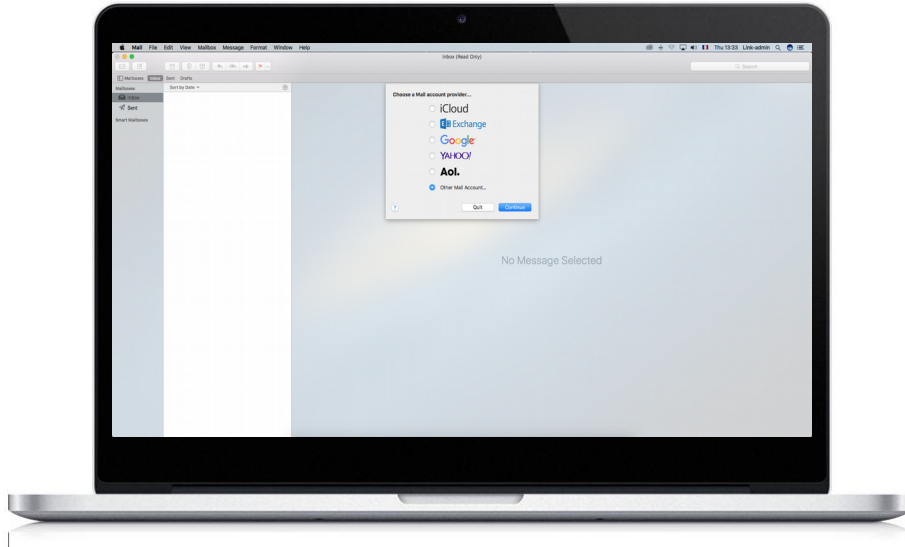 Mail File Edit View Mailbox Message Format Window Help
Thu 13:33 Link-admin
Inbox (Read Only)
Search
Mailboxes Inbox Sent Drafts
Mailboxes
Inbox
Sent
Smart Mailboxes
Sort by Date
Choose a Mail account provider...
iCloud
E Exchange
Google
YAHOO!
Aol.
Other Mail Account...
? Quit Continue
No Message Selected